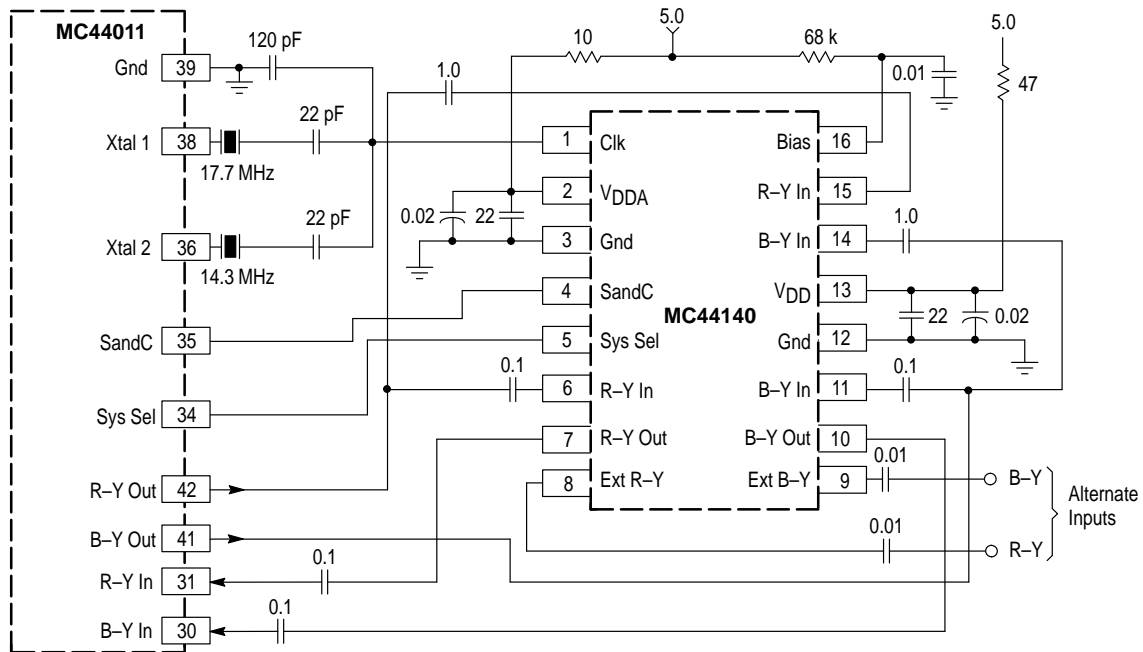 MC44011
Gnd 39
120 pF
Xtal 1 38
22 pF
17.7 MHz
Xtal 2 36
22 pF
14.3 MHz
SandC 35
Sys Sel 34
R–Y Out 42
B–Y Out 41
R–Y In 31
0.1
B–Y In 30
0.1
5.0
10
68 k
0.01
5.0
47
1.0
0.02
22
0.1
MC44140
1 Clk
2 VDDA
3 Gnd
4 SandC
5 Sys Sel
6 R–Y In
7 R–Y Out
8 Ext R–Y
Bias 16
R–Y In 15
B–Y In 14
VDD 13
Gnd 12
B–Y In 11
B–Y Out 10
Ext B–Y 9
1.0
22
0.02
0.1
0.01
B–Y
0.01
R–Y
Alternate
Inputs